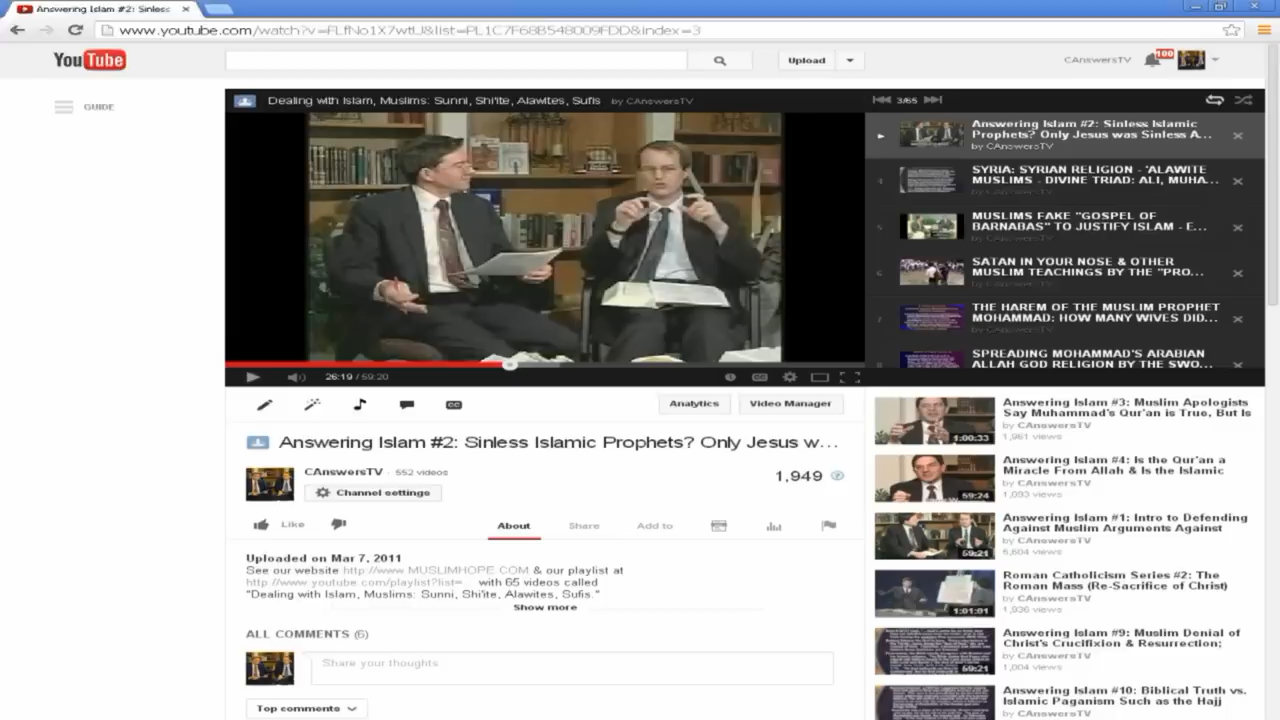 Answering Islam #2: Sinless
www.youtube.com/watch?v=FLfNo1X7wtU&list=PL1C7F68B548009FDD&index=3
YouTube
Upload
CAnswersTV
100
GUIDE
Dealing with Islam, Muslims: Sunni, Shi'ite, Alawites, Sufis by CAnswersTV
3/65
Answering Islam #2: Sinless Islamic
Prophets? Only Jesus was Sinless A...
by CAnswersTV
4
SYRIA: SYRIAN RELIGION - 'ALAWITE
MUSLIMS - DIVINE TRIAD: ALI, MUHA...
by CAnswersTV
5
MUSLIMS FAKE "GOSPEL OF
BARNABAS" TO JUSTIFY ISLAM - E...
by CAnswersTV
6
SATAN IN YOUR NOSE & OTHER
MUSLIM TEACHINGS BY THE "PRO...
by CAnswersTV
7
THE HAREM OF THE MUSLIM PROPHET
MOHAMMAD: HOW MANY WIVES DID...
by CAnswersTV
8
SPREADING MOHAMMAD'S ARABIAN
ALLAH GOD RELIGION BY THE SWO...
26:19 / 59:20
Analytics
Video Manager
Answering Islam #2: Sinless Islamic Prophets? Only Jesus w...
CAnswersTV · 552 videos
Channel settings
1,949
Like
About
Share
Add to
Uploaded on Mar 7, 2011
See our website http://www.MUSLIMHOPE.COM & our playlist at
http://www.youtube.com/playlist?list=... with 65 videos called
"Dealing with Islam, Muslims: Sunni, Shi'ite, Alawites, Sufis."
Show more
ALL COMMENTS (6)
Share your thoughts
Top comments
Answering Islam #3: Muslim Apologists
Say Muhammad's Qur'an is True, But Is
by CAnswersTV
1,981 views
1:00:33
Answering Islam #4: Is the Qur'an a
Miracle From Allah & Is the Islamic
by CAnswersTV
1,093 views
59:24
Answering Islam #1: Intro to Defending
Against Muslim Arguments Against
by CAnswersTV
6,604 views
59:21
Roman Catholicism Series #2: The
Roman Mass (Re-Sacrifice of Christ)
by CAnswersTV
1,936 views
1:01:01
Answering Islam #9: Muslim Denial of
Christ's Crucifixion & Resurrection;
by CAnswersTV
1,004 views
59:21
Answering Islam #10: Biblical Truth vs.
Islamic Paganism Such as the Hajj
by CAnswersTV